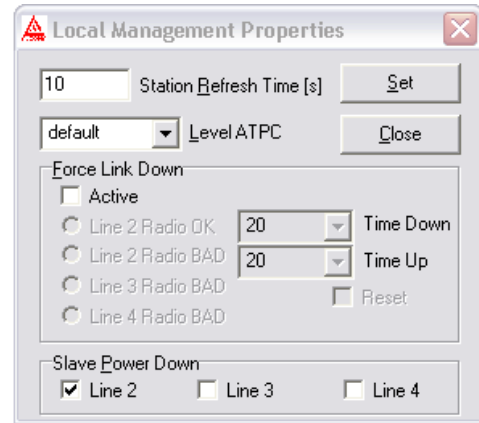 Local Management Properties
10 Station Refresh Time [s] Set
default Level ATPC Close
Force Link Down
Active
Line 2 Radio OK 20 Time Down
Line 2 Radio BAD 20 Time Up
Line 3 Radio BAD Reset
Line 4 Radio BAD
Slave Power Down
Line 2 Line 3 Line 4